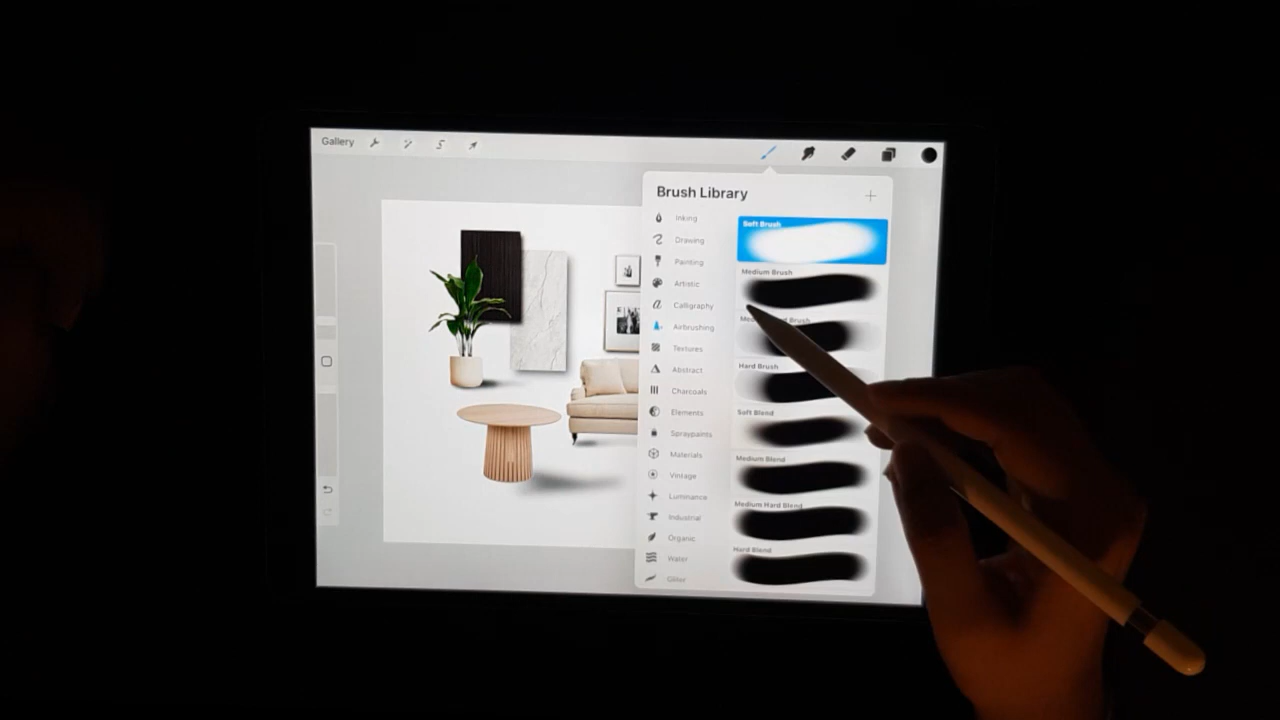 Gallery
Brush Library
Inking
Drawing
Painting
Artistic
Calligraphy
Airbrushing
Textures
Abstract
Charcoals
Elements
Spraypaints
Materials
Vintage
Luminance
Industrial
Organic
Water
Soft Brush
Medium Brush
Brush
Hard Brush
Soft Blend
Medium Blend
Medium Hard Blend
Hard Blend